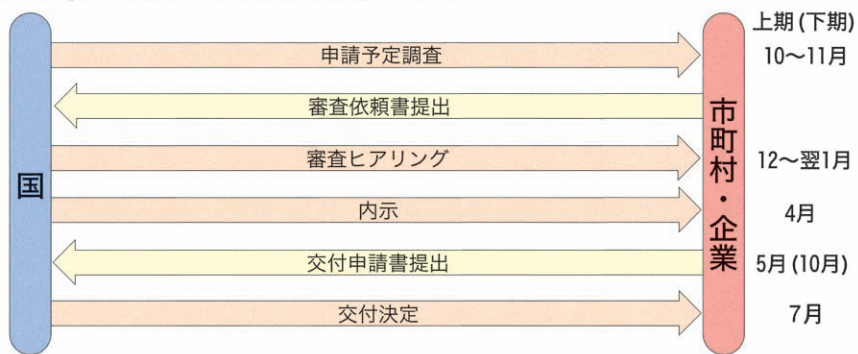 上期(下期)
申請予定調査
10〜11月
審査依頼書提出
審査ヒアリング
12〜翌1月
内示
4月
交付申請書提出
5月(10月)
交付決定
7月
国
市町村・企業